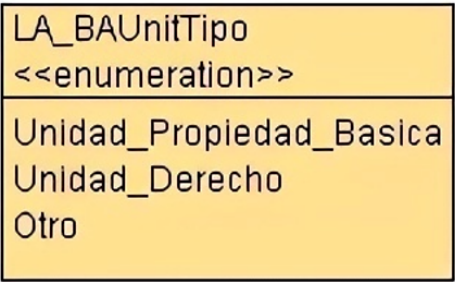 LA_BAUnitTipo
<<enumeration>>
Unidad_Propiedad_Basica
Unidad_Derecho
Otro